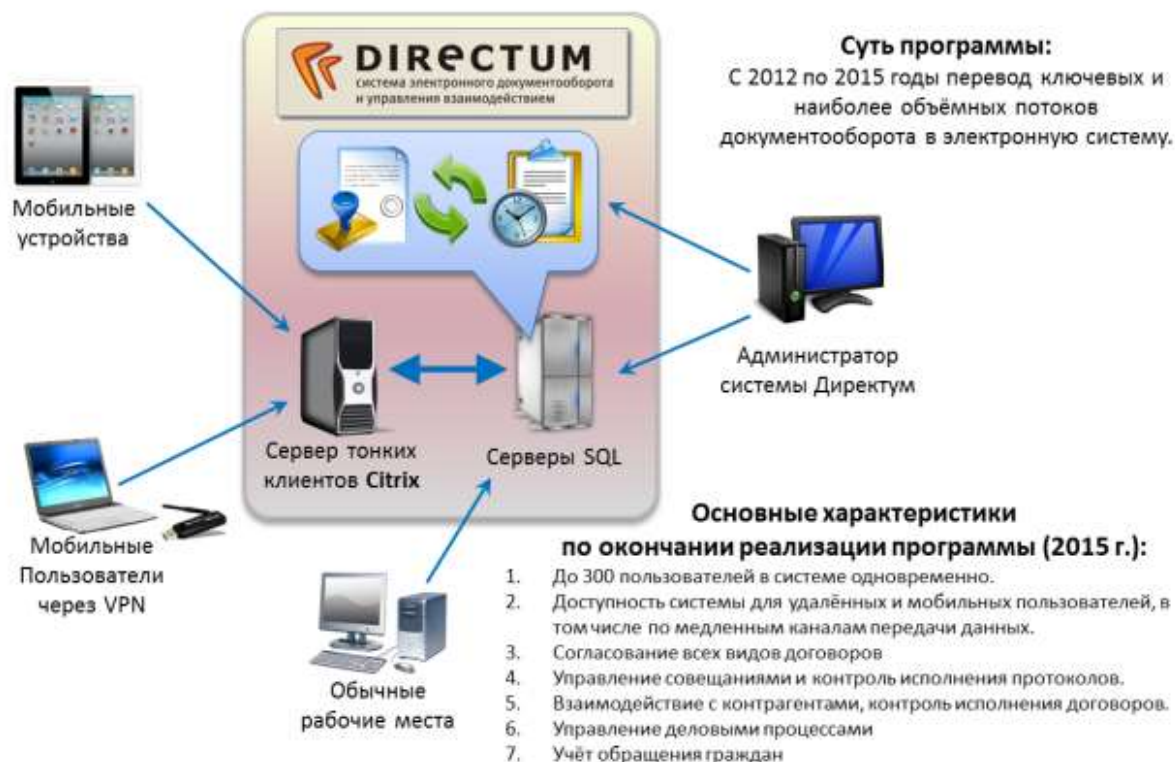 DIRECTUM
система электронного документооборота
и управления взаимодействием
Суть программы:
С 2012 по 2015 годы перевод ключевых и
наиболее объёмных потоков
документооборота в электронную систему.
Мобильные
устройства
Администратор
системы Директум
Сервер тонких
клиентов Citrix
Серверы SQL
Мобильные
Пользователи
через VPN
Обычные
рабочие места
Основные характеристики
по окончании реализации программы (2015 г.):
1. До 300 пользователей в системе одновременно.
2. Доступность системы для удалённых и мобильных пользователей, в
том числе по медленным каналам передачи данных.
3. Согласование всех видов договоров
4. Управление совещаниями и контроль исполнения протоколов.
5. Взаимодействие с контрагентами, контроль исполнения договоров.
6. Управление деловыми процессами
7. Учёт обращения граждан